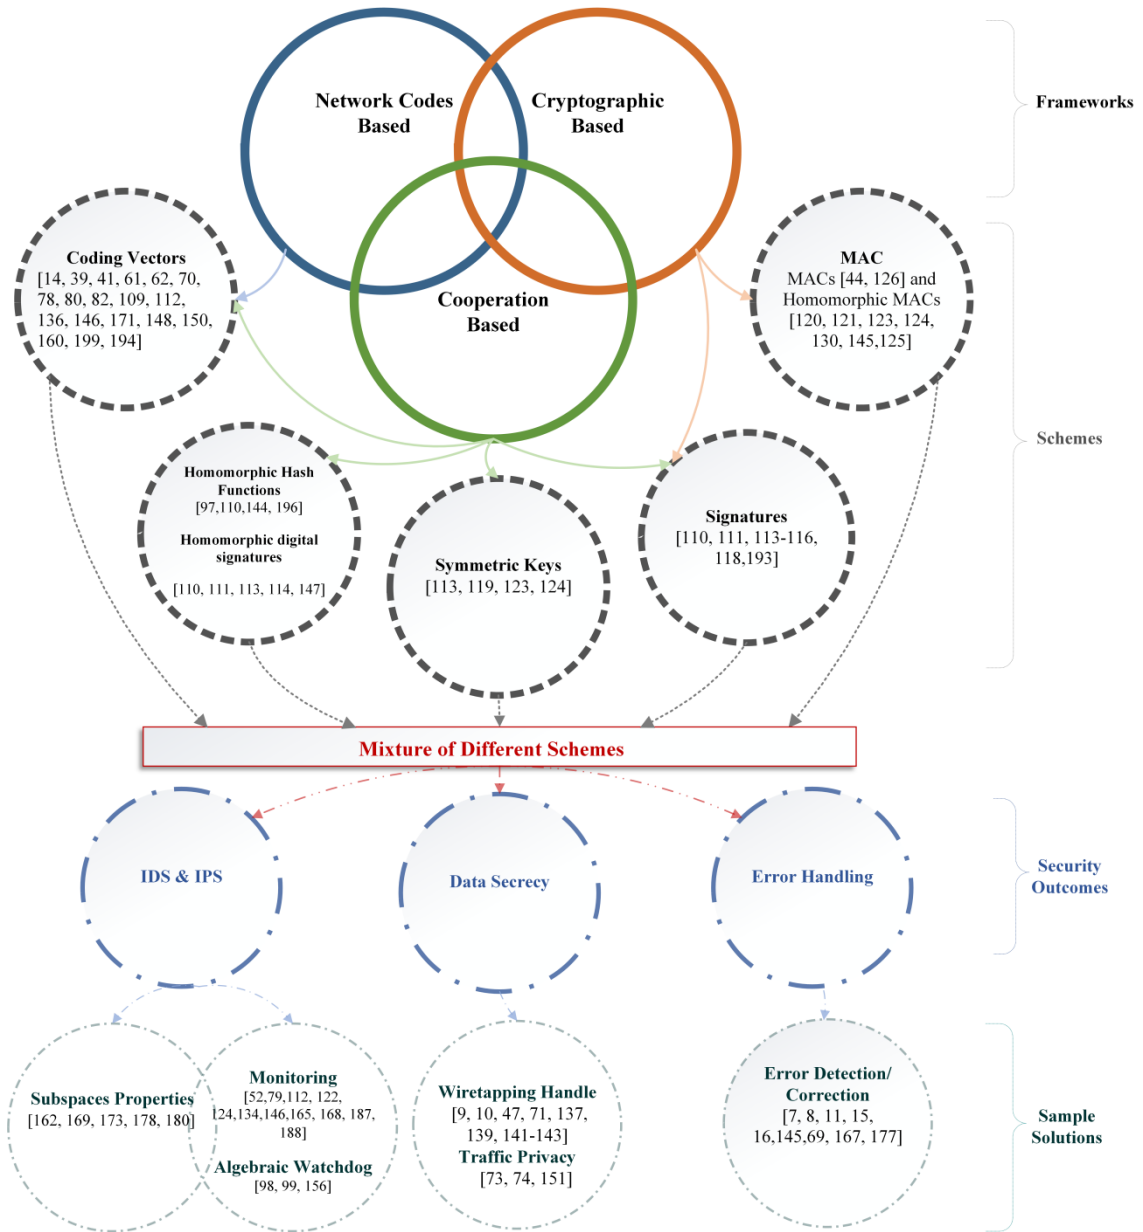 Network Codes
Based
Cryptographic
Based
Frameworks
Cooperation
Based
Coding Vectors
[14, 39, 41, 61, 62, 70,
78, 80, 82, 109, 112,
136, 146, 171, 148, 150,
160, 199, 194]
MAC
MACs [44, 126] and
Homomorphic MACs
[120, 121, 123, 124,
130, 145,125]
Schemes
Homomorphic Hash
Functions
[97,110,144, 196]
Homomorphic digital
signatures
[110, 111, 113, 114, 147]
Symmetric Keys
[113, 119, 123, 124]
Signatures
[110, 111, 113-116,
118,193]
Mixture of Different Schemes
IDS & IPS
Data Secrecy
Error Handling
Security
Outcomes
Subspaces Properties
[162, 169, 173, 178, 180]
Monitoring
[52,79,112, 122,
124,134,146,165, 168, 187,
188]
Algebraic Watchdog
[98, 99, 156]
Wiretapping Handle
[9, 10, 47, 71, 137,
139, 141-143]
Traffic Privacy
[73, 74, 151]
Error Detection/
Correction
[7, 8, 11, 15,
16,145,69, 167, 177]
Sample
Solutions